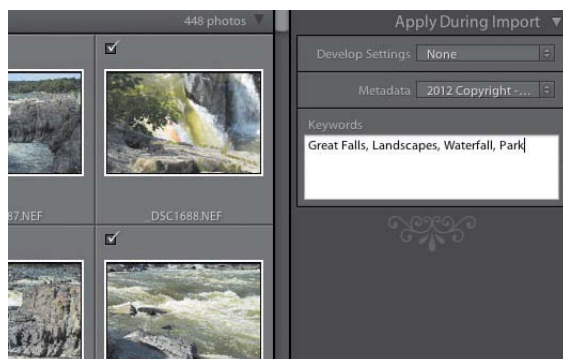 448 photos
Apply During Import
Develop Settings None
Metadata 2012 Copyright -...
Keywords
Great Falls, Landscapes, Waterfall, Park
87.NEF
_DSC1688.NEF